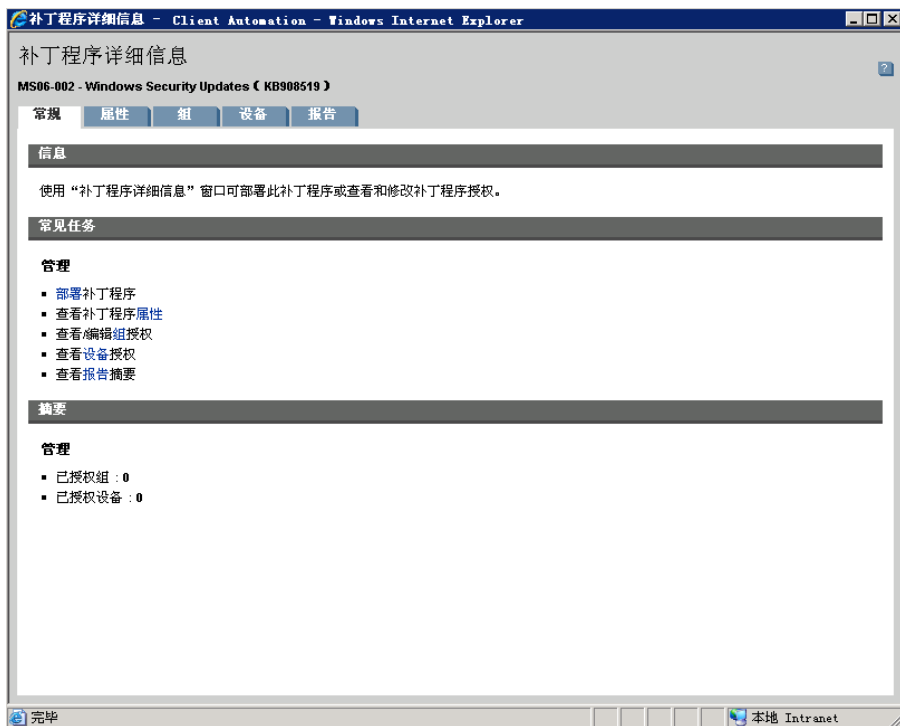 补丁程序详细信息 - Client Automation - Windows Internet Explorer
补丁程序详细信息
?
MS06-002 - Windows Security Updates ( KB908519 )
常规 属性 组 设备 报告
信息
使用“补丁程序详细信息”窗口可部署此补丁程序或查看和修改补丁程序授权。
常见任务
管理
部署补丁程序
查看补丁程序属性
查看/编辑组授权
查看设备授权
查看报告摘要
摘要
管理
已授权组 : 0
已授权设备 : 0
完毕 本地 Intranet